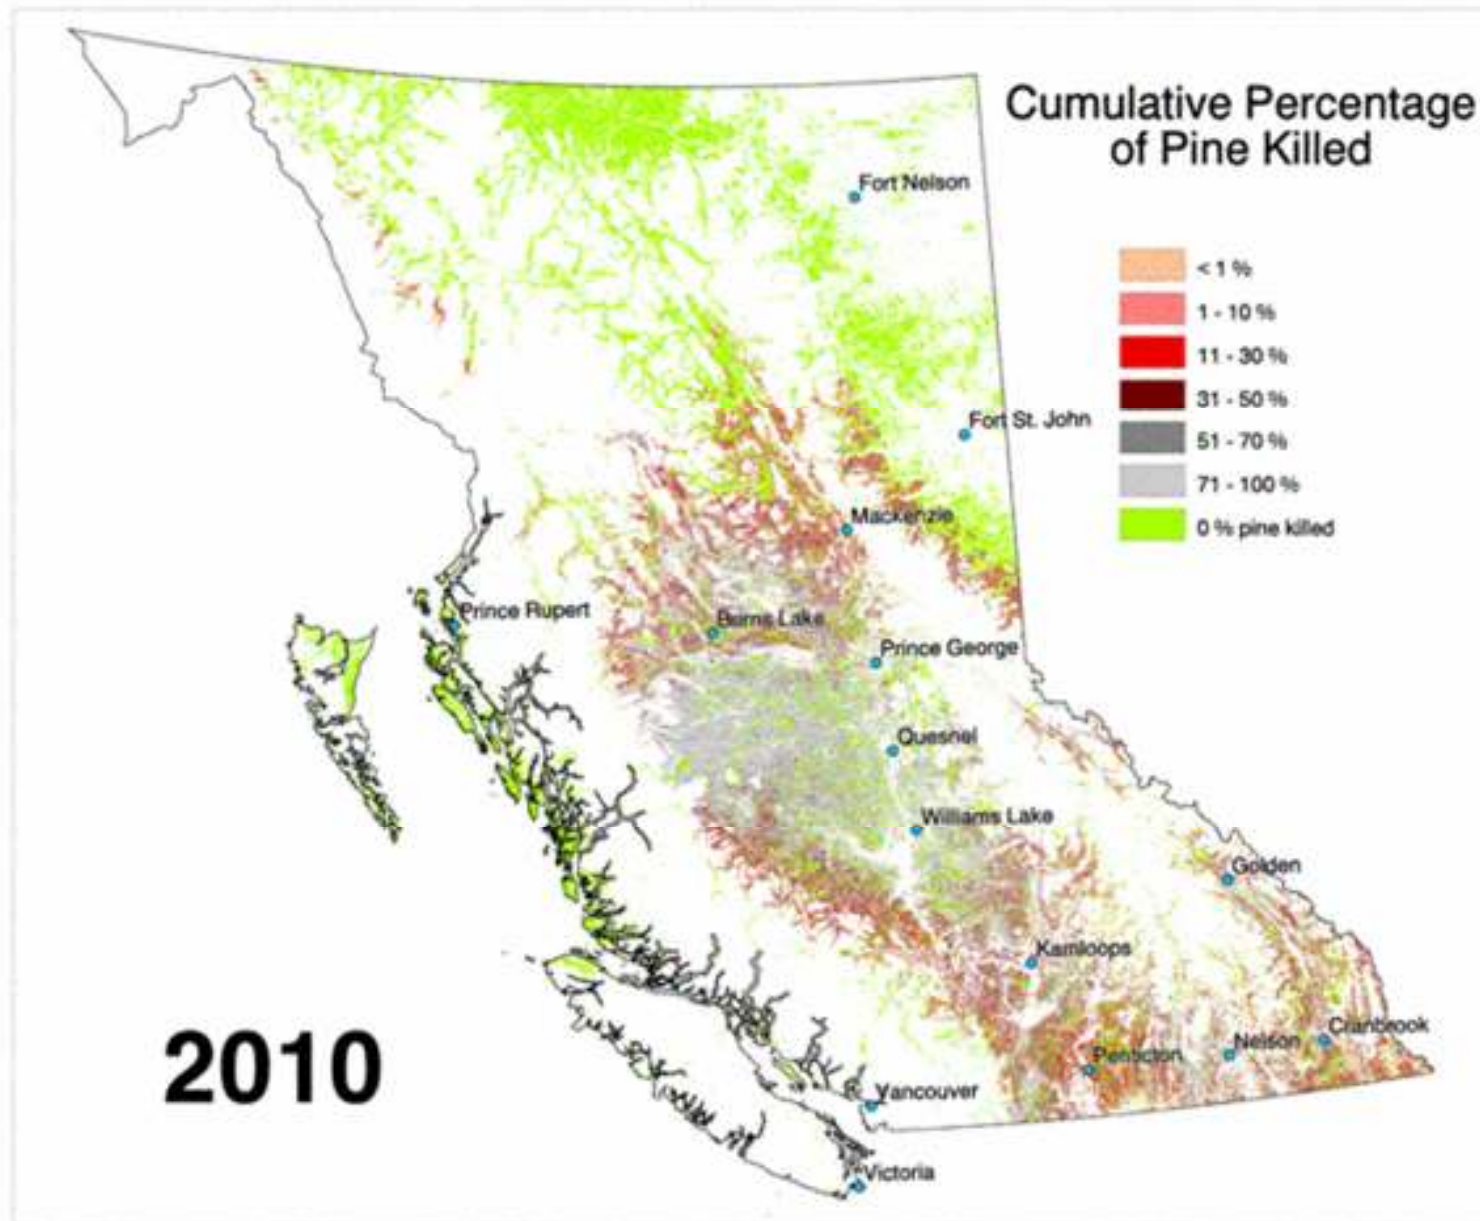 Cumulative Percentage
of Pine Killed
Fort Nelson
< 1 %
1 - 10 %
11 - 30 %
31 - 50 %
Fort St. John
51 - 70 %
71 - 100 %
Mackenzie
0 % pine killed
Prince Rupert
Burns Lake
Prince George
Quesnel
Williams Lake
Golden
Kamloops
2010
Cranbrook
Nelson
Penticton
Vancouver
Victoria